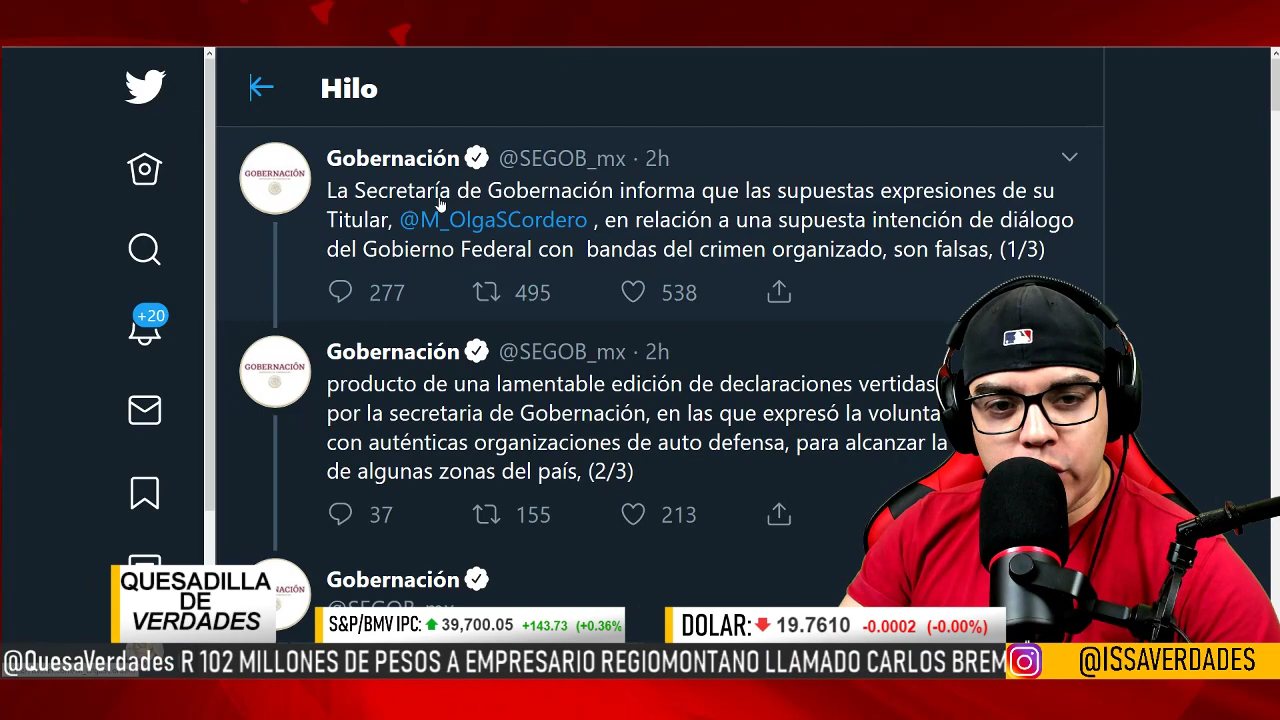 Hilo
Gobernación @SEGOB_mx · 2h
La Secretaría de Gobernación informa que las supuestas expresiones de su
Titular, @M_OlgaSCordero , en relación a una supuesta intención de diálogo
del Gobierno Federal con bandas del crimen organizado, son falsas, (1/3)
277 495 538
Gobernación @SEGOB_mx · 2h
producto de una lamentable edición de declaraciones vertidas
por la secretaria de Gobernación, en las que expresó la volunta
con auténticas organizaciones de auto defensa, para alcanzar la
de algunas zonas del país, (2/3)
37 155 213
Gobernación
@SEGOB_mx
+20
GOBERNACIÓN
GOBERNACIÓN
QUESADILLA
DE
VERDADES
S&P/BMV IPC: 39,700.05 +143.73 (+0.36%)
DOLAR: 19.7610 -0.0002 (-0.00%)
@QuesaVerdades R 102 MILLONES DE PESOS A EMPRESARIO REGIOMONTANO LLAMADO CARLOS BREM
@ISSAVERDADES